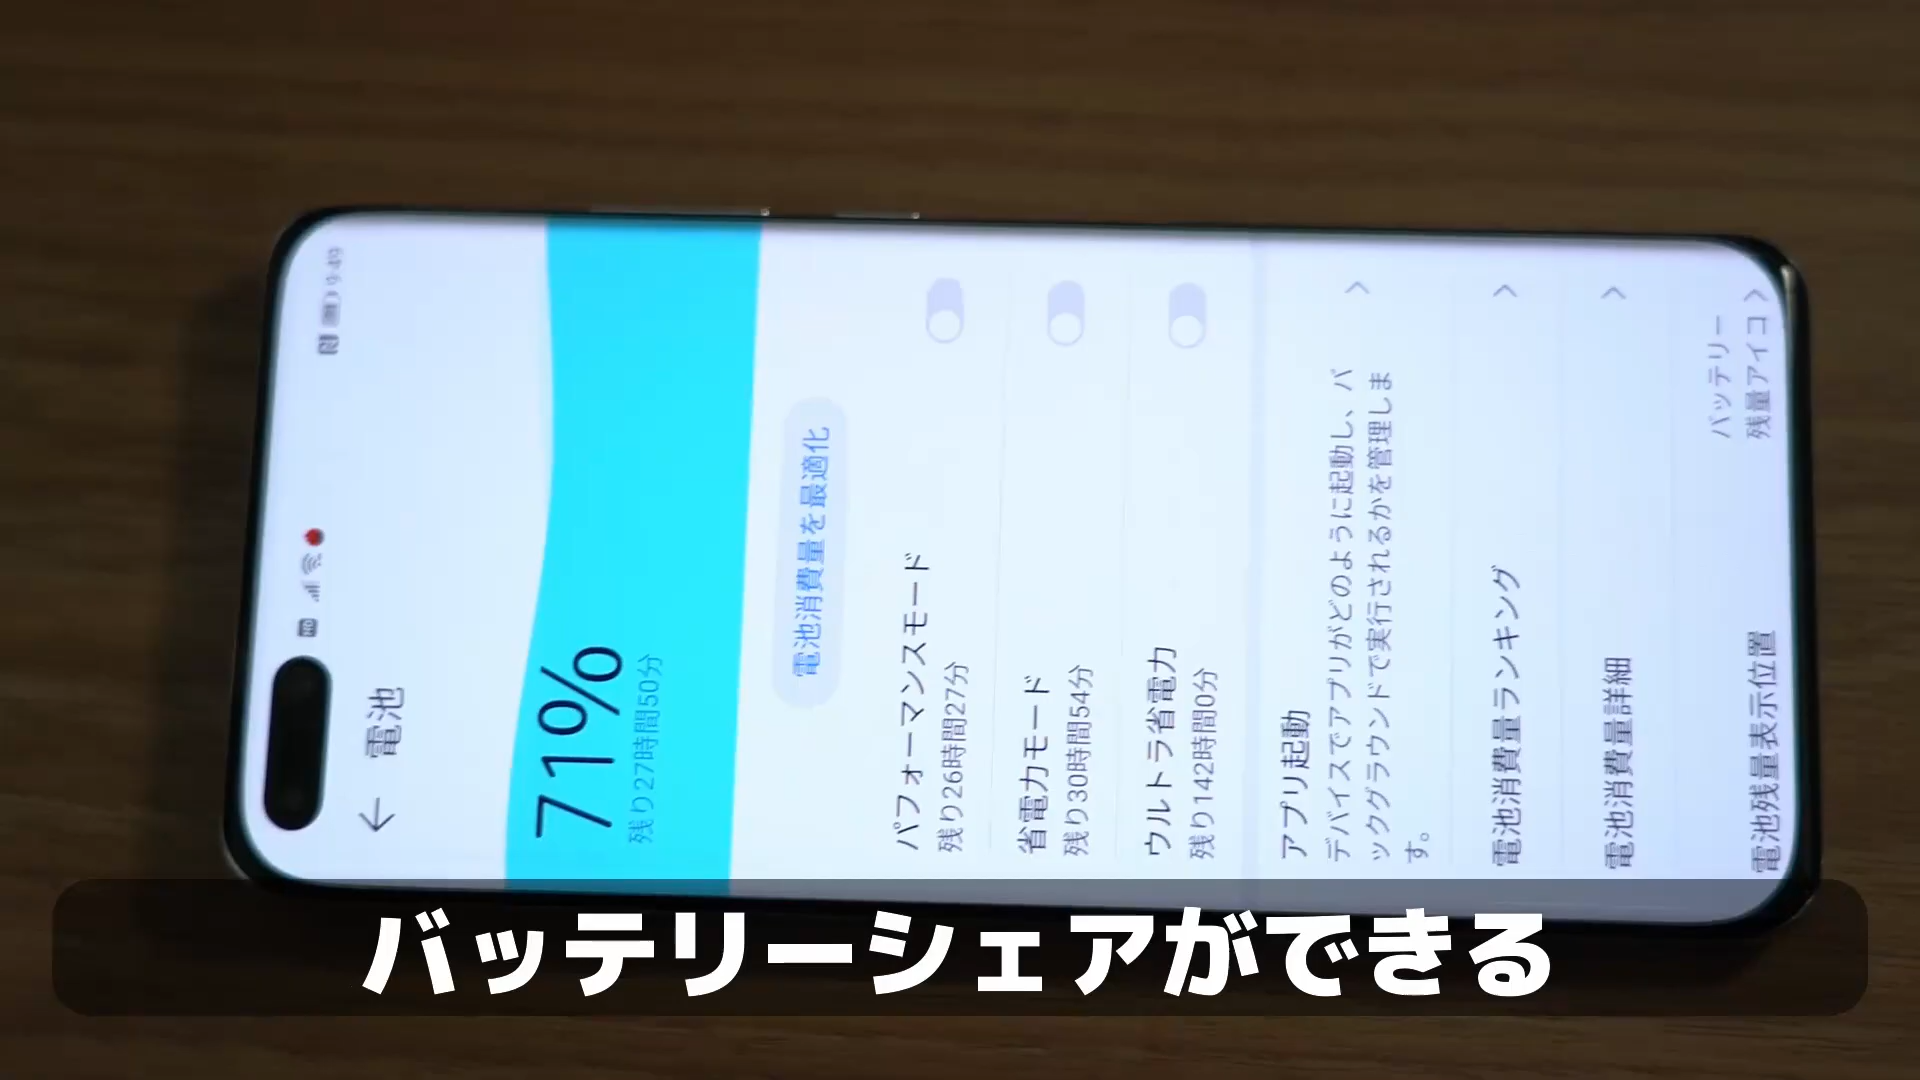 9:49
電池
71%
残り27時間50分
電池消費量を最適化
パフォーマンスモード
残り26時間27分
省電力モード
残り30時間54分
ウルトラ省電力
残り142時間0分
アプリ起動
デバイスでアプリがどのように起動し、バ
ックグラウンドで実行されるかを管理しま
す。
電池消費量ランキング
電池消費量詳細
電池残量表示位置
バッテリー
残量アイコ
バッテリーシェアができる